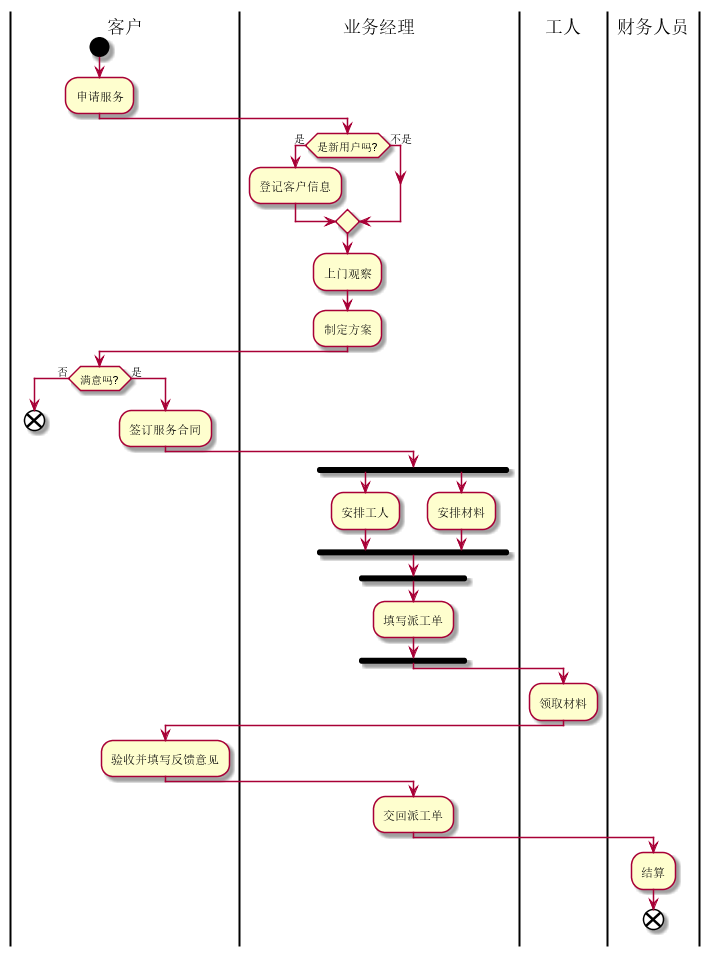 客户
业务经理
工人
财务人员
申请服务
是
是新用户吗?
不是
登记客户信息
上门观察
制定方案
否
满意吗?
是
签订服务合同
安排工人
安排材料
填写派工单
领取材料
验收并填写反馈意见
交回派工单
结算